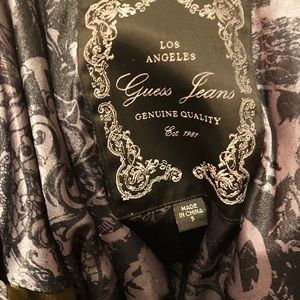 LOS
ANGELES
Guess Jeans
GENUINE QUALITY
Est. 1981
MADE
IN CHINA
S